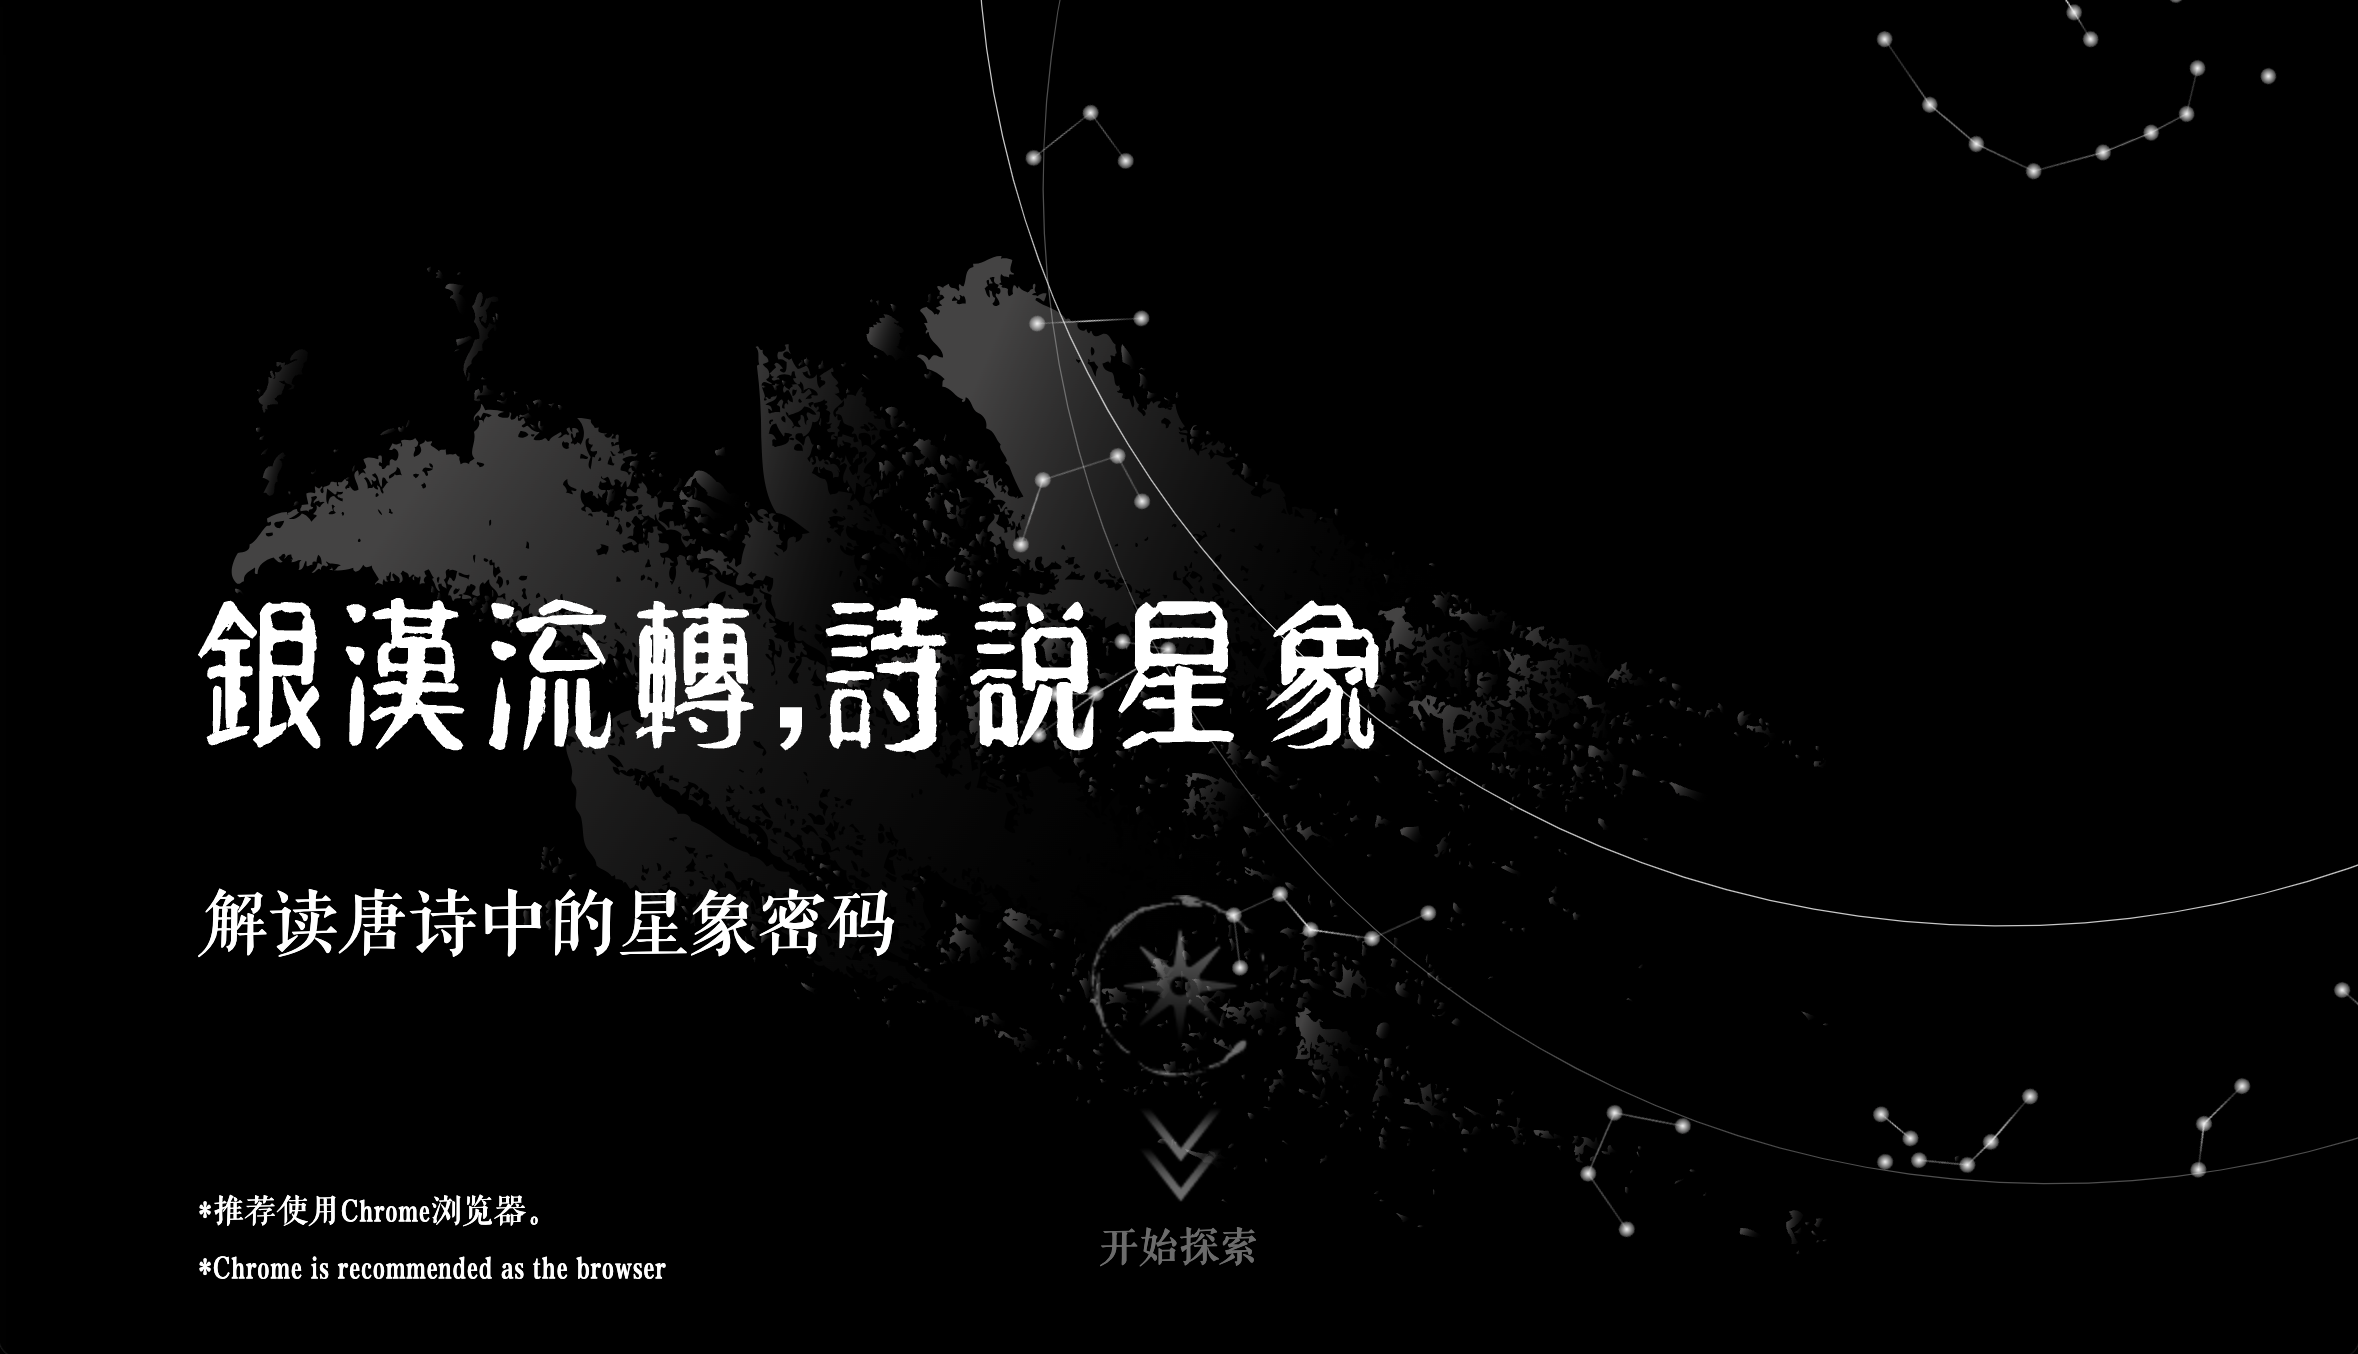 銀漢流轉,詩説星象
解读唐诗中的星象密码
*推荐使用Chrome浏览器。
*Chrome is recommended as the browser
开始探索